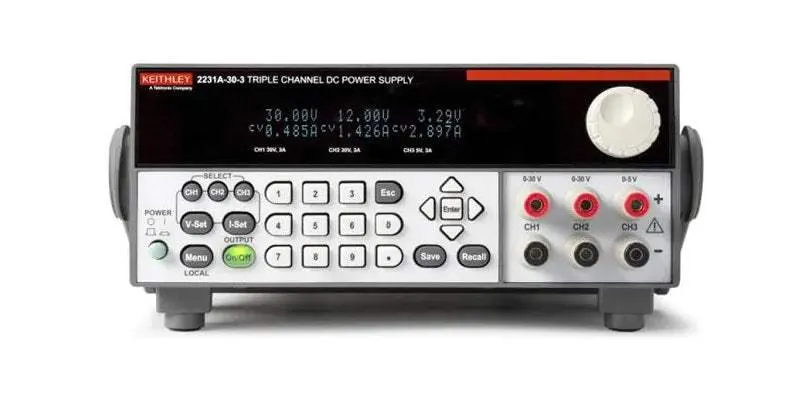 KEITHLEY 2231A-30-3 TRIPLE CHANNEL DC POWER SUPPLY
A Tektronix Company
30.00V 12.00V 3.29V
CV0.485A CV1.426A CV2.897A
CH1 30V, 3A CH2 30V, 3A CH3 5V, 3A
SELECT
CH1 CH2 CH3
1 2 3 Esc
0-30 V 0-30 V 0-5 V
POWER
V-Set I-Set
4 5 6 0
Enter
+
CH1 CH2 CH3
OUTPUT
Menu On/Off
7 8 9 .
Save Recall
-
LOCAL